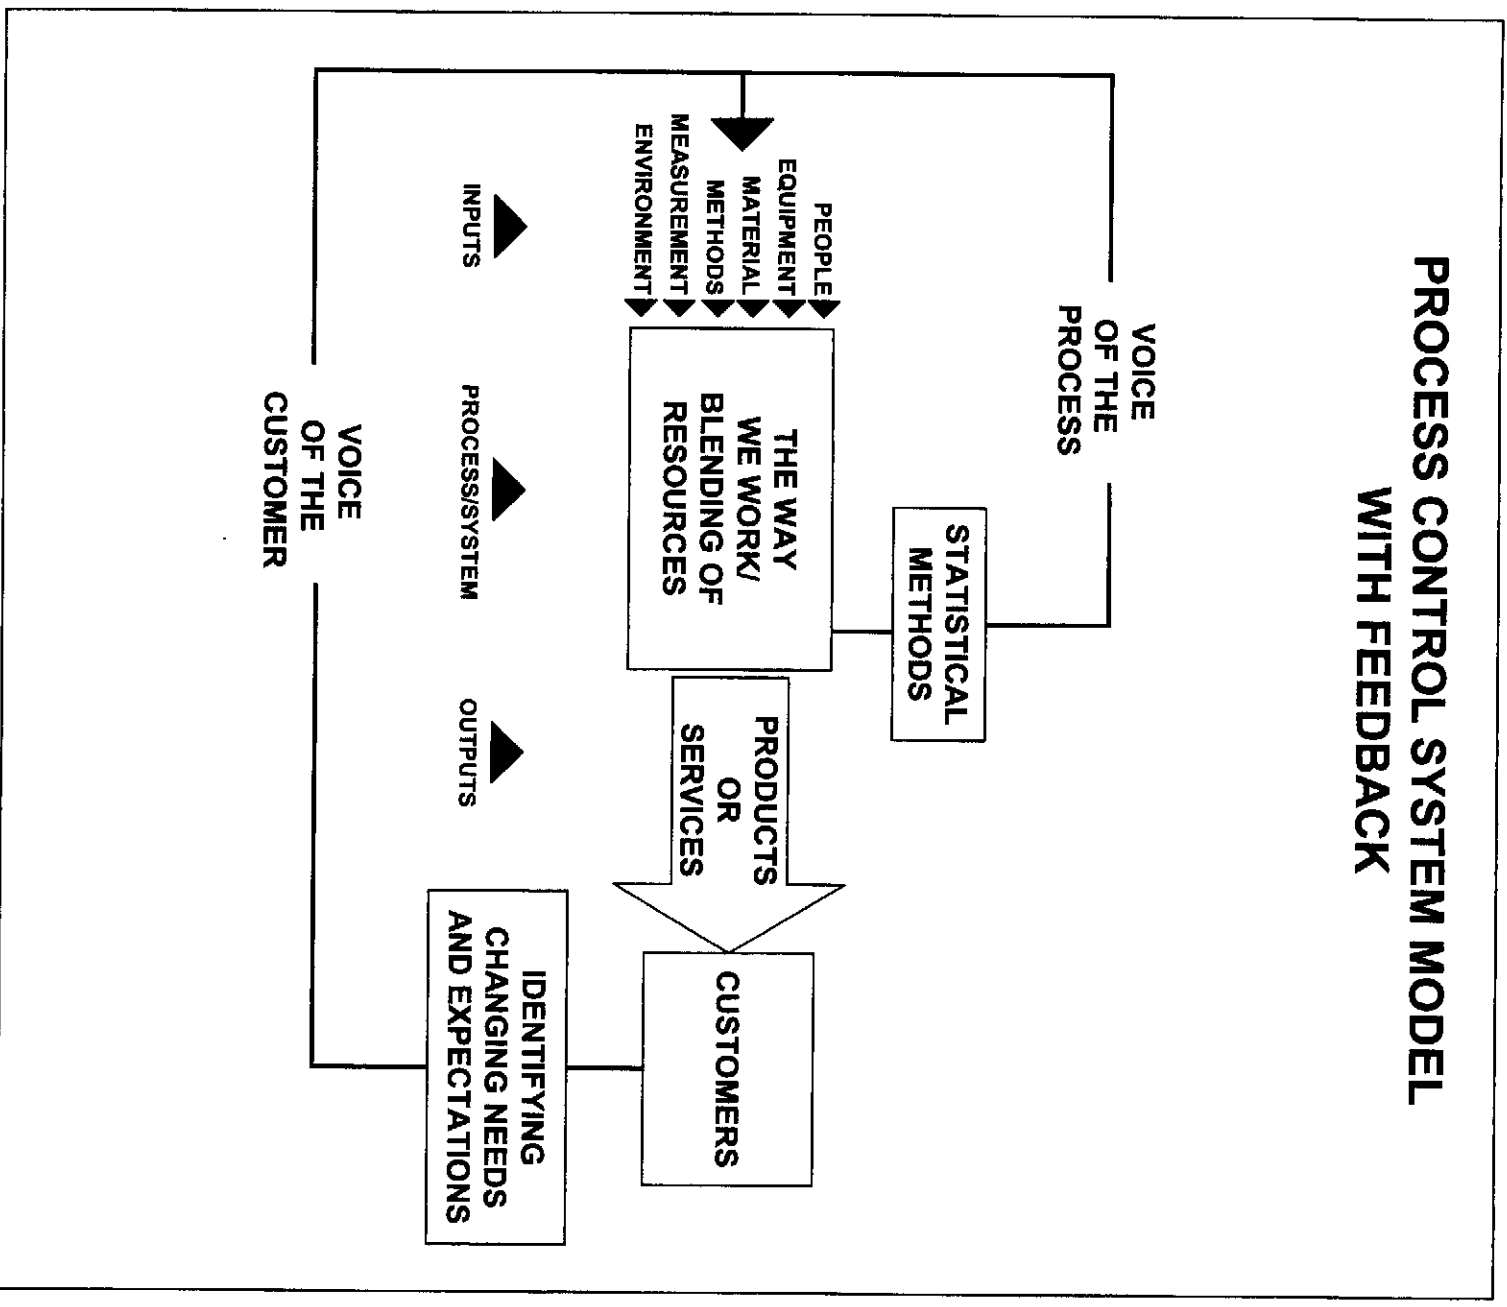 PROCESS CONTROL SYSTEM MODEL
WITH FEEDBACK
VOICE
OF THE
PROCESS
STATISTICAL
METHODS
PEOPLE
EQUIPMENT
MATERIAL
METHODS
MEASUREMENT
ENVIRONMENT
THE WAY
WE WORK/
BLENDING OF
RESOURCES
PRODUCTS
OR
SERVICES
CUSTOMERS
INPUTS
PROCESS/SYSTEM
OUTPUTS
IDENTIFYING
CHANGING NEEDS
AND EXPECTATIONS
VOICE
OF THE
CUSTOMER